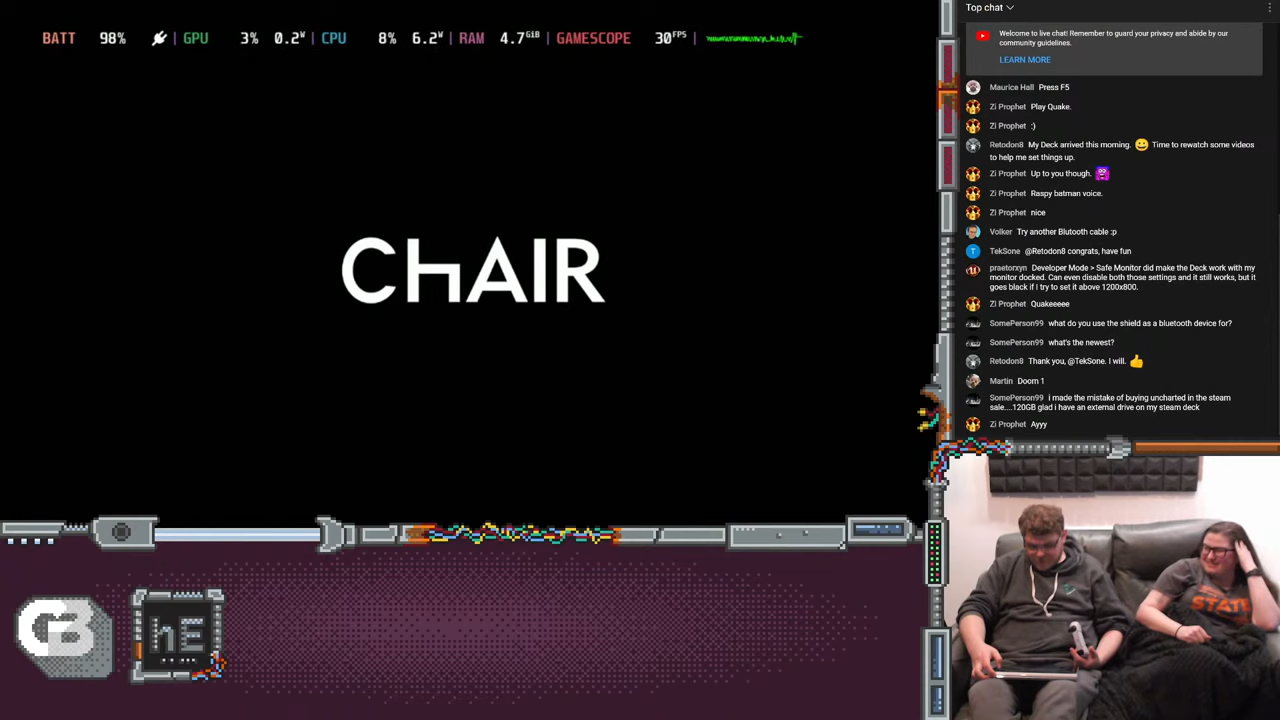 Top chat
BATT 98% | GPU 3% 0.2W | CPU 8% 6.2W | RAM 4.7GiB | GAMESCOPE 30FPS |
Welcome to live chat! Remember to guard your privacy and abide by our
community guidelines.
LEARN MORE
Maurice Hall Press F5
Zi Prophet Play Quake.
Zi Prophet :)
Retodon8 My Deck arrived this morning. 😀 Time to rewatch some videos
to help me set things up.
Zi Prophet Up to you though.
Zi Prophet Raspy batman voice.
Zi Prophet nice
Volker Try another Blutooth cable :p
TekSone @Retodon8 congrats, have fun
praetorxyn Developer Mode > Safe Monitor did make the Deck work with my
monitor docked. Can even disable both those settings and it still works, but it
goes black if I try to set it above 1200x800.
Zi Prophet Quakeeeee
SomePerson99 what do you use the shield as a bluetooth device for?
SomePerson99 what's the newest?
Retodon8 Thank you, @TekSone. I will. 👍
Martin Doom 1
SomePerson99 i made the mistake of buying uncharted in the steam
sale....120GB glad i have an external drive on my steam deck
Zi Prophet Ayyy
CHAIR
GB
hE
STATE